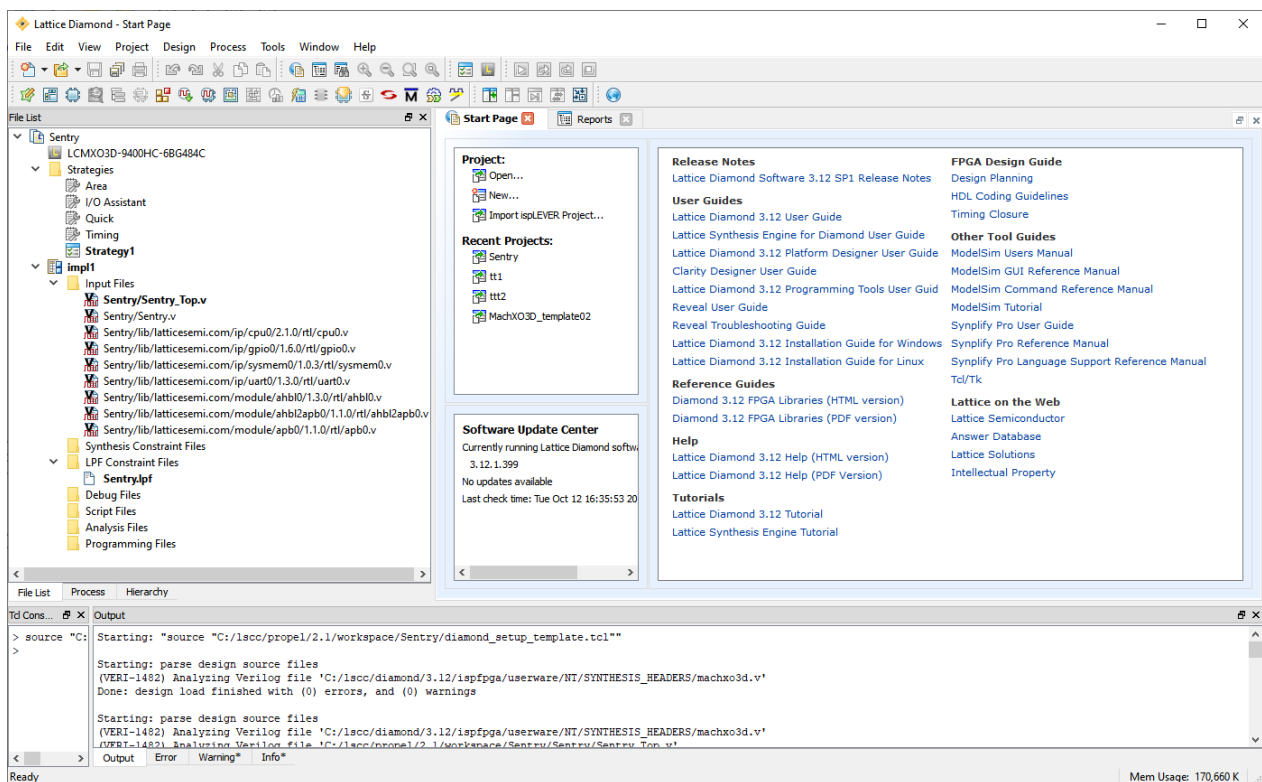 Lattice Diamond - Start Page
File Edit View Project Design Process Tools Window Help
File List
Start Page
Reports
Sentry
LCMXO3D-9400HC-6BG484C
Strategies
Area
I/O Assistant
Quick
Timing
Strategy1
impl1
Input Files
Sentry/Sentry_Top.v
Sentry/Sentry.v
Sentry/lib/latticesemi.com/ip/cpu0/2.1.0/rtl/cpu0.v
Sentry/lib/latticesemi.com/ip/gpio0/1.6.0/rtl/gpio0.v
Sentry/lib/latticesemi.com/ip/sysmem0/1.0.3/rtl/sysmem0.v
Sentry/lib/latticesemi.com/ip/uart0/1.3.0/rtl/uart0.v
Sentry/lib/latticesemi.com/module/ahbl0/1.3.0/rtl/ahbl0.v
Sentry/lib/latticesemi.com/module/ahbl2apb0/1.1.0/rtl/ahbl2apb0.v
Sentry/lib/latticesemi.com/module/apb0/1.1.0/rtl/apb0.v
Synthesis Constraint Files
LPF Constraint Files
Sentry.lpf
Debug Files
Script Files
Analysis Files
Programming Files
File List Process Hierarchy
Project:
Open...
New...
Import ispLEVER Project...
Recent Projects:
Sentry
tt1
ttt2
MachXO3D_template02
Software Update Center
Currently running Lattice Diamond softwa
3.12.1.399
No updates available
Last check time: Tue Oct 12 16:35:53 20
Release Notes
Lattice Diamond Software 3.12 SP1 Release Notes
User Guides
Lattice Diamond 3.12 User Guide
Lattice Synthesis Engine for Diamond User Guide
Lattice Diamond 3.12 Platform Designer User Guide
Clarity Designer User Guide
Lattice Diamond 3.12 Programming Tools User Guid
Reveal User Guide
Reveal Troubleshooting Guide
Lattice Diamond 3.12 Installation Guide for Windows
Lattice Diamond 3.12 Installation Guide for Linux
Reference Guides
Diamond 3.12 FPGA Libraries (HTML version)
Diamond 3.12 FPGA Libraries (PDF version)
Help
Lattice Diamond 3.12 Help (HTML version)
Lattice Diamond 3.12 Help (PDF Version)
Tutorials
Lattice Diamond 3.12 Tutorial
Lattice Synthesis Engine Tutorial
FPGA Design Guide
Design Planning
HDL Coding Guidelines
Timing Closure
Other Tool Guides
ModelSim Users Manual
ModelSim GUI Reference Manual
ModelSim Command Reference Manual
ModelSim Tutorial
Synplify Pro User Guide
Synplify Pro Reference Manual
Synplify Pro Language Support Reference Manual
Tcl/Tk
Lattice on the Web
Lattice Semiconductor
Answer Database
Lattice Solutions
Intellectual Property
Tcl Cons...
> source "C:
>
Output
Starting: "source "C:/lscc/propel/2.1/workspace/Sentry/diamond_setup_template.tcl""
Starting: parse design source files
(VERI-1482) Analyzing Verilog file 'C:/lscc/diamond/3.12/ispfpga/userware/NT/SYNTHESIS_HEADERS/machxo3d.v'
Done: design load finished with (0) errors, and (0) warnings
Starting: parse design source files
(VERI-1482) Analyzing Verilog file 'C:/lscc/diamond/3.12/ispfpga/userware/NT/SYNTHESIS_HEADERS/machxo3d.v'
(VERI-1482) Analyzing Verilog file 'C:/lscc/propel/2.1/workspace/Sentry/Sentry/Sentry_Top.v'
Output Error Warning* Info*
Ready
Mem Usage: 170,660 K